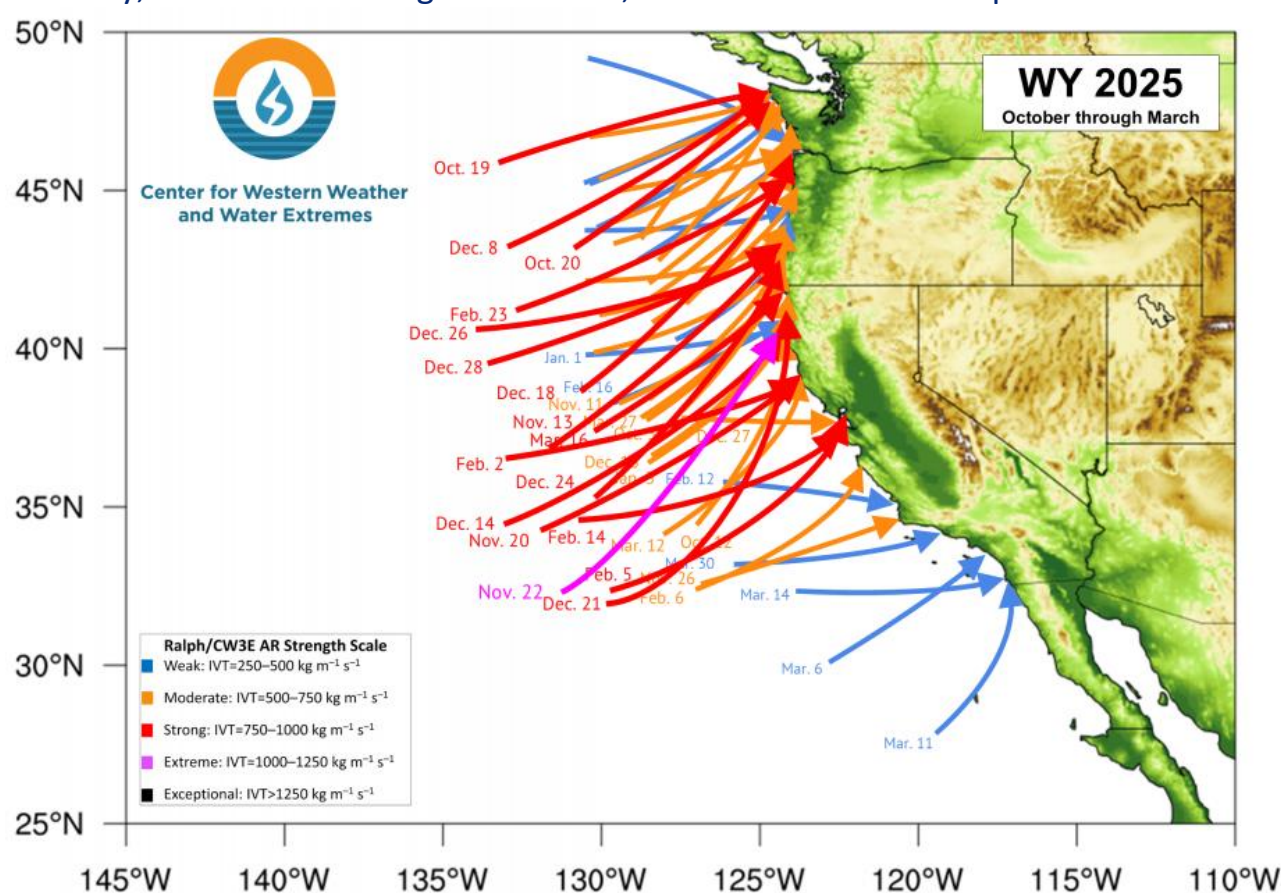 50°N
45°N
40°N
35°N
30°N
25°N
145°W
140°W
135°W
130°W
125°W
120°W
115°W
110°W
Center for Western Weather
and Water Extremes
WY 2025
October through March
Oct. 19
Dec. 8
Oct. 20
Feb. 23
Dec. 26
Dec. 28
Jan. 1
Dec. 18
Feb. 16
Nov. 11
Nov. 13
Mar. 16
Dec. 27
Feb. 2
Dec. 24
Feb. 12
Dec. 14
Nov. 20
Feb. 14
Mar. 12
Mar. 30
Feb. 5
Nov. 22
Dec. 21
Feb. 6
Mar. 14
Mar. 6
Mar. 11
Ralph/CW3E AR Strength Scale
Weak: IVT=250–500 kg m⁻¹ s⁻¹
Moderate: IVT=500–750 kg m⁻¹ s⁻¹
Strong: IVT=750–1000 kg m⁻¹ s⁻¹
Extreme: IVT=1000–1250 kg m⁻¹ s⁻¹
Exceptional: IVT>1250 kg m⁻¹ s⁻¹